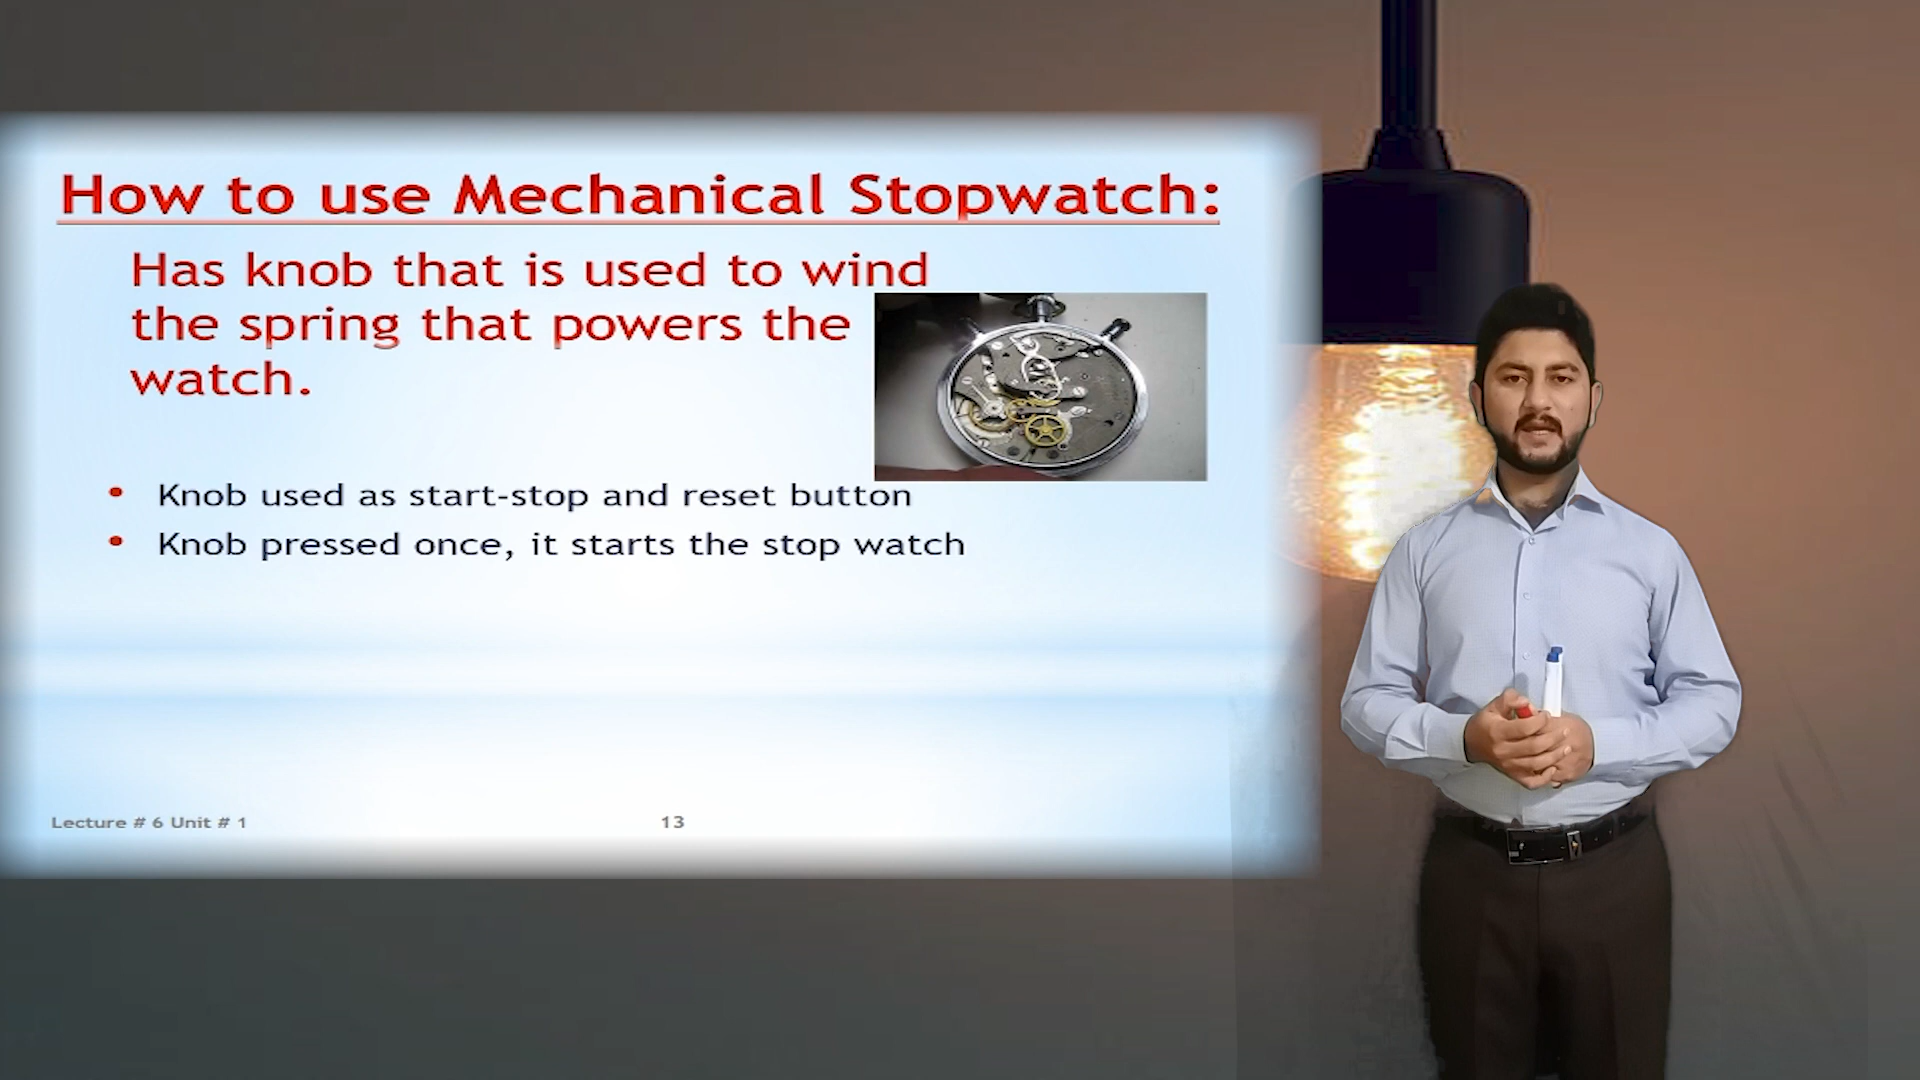 How to use Mechanical Stopwatch:
Has knob that is used to wind
the spring that powers the
watch.
• Knob used as start-stop and reset button
• Knob pressed once, it starts the stop watch
Lecture # 6 Unit # 1
13